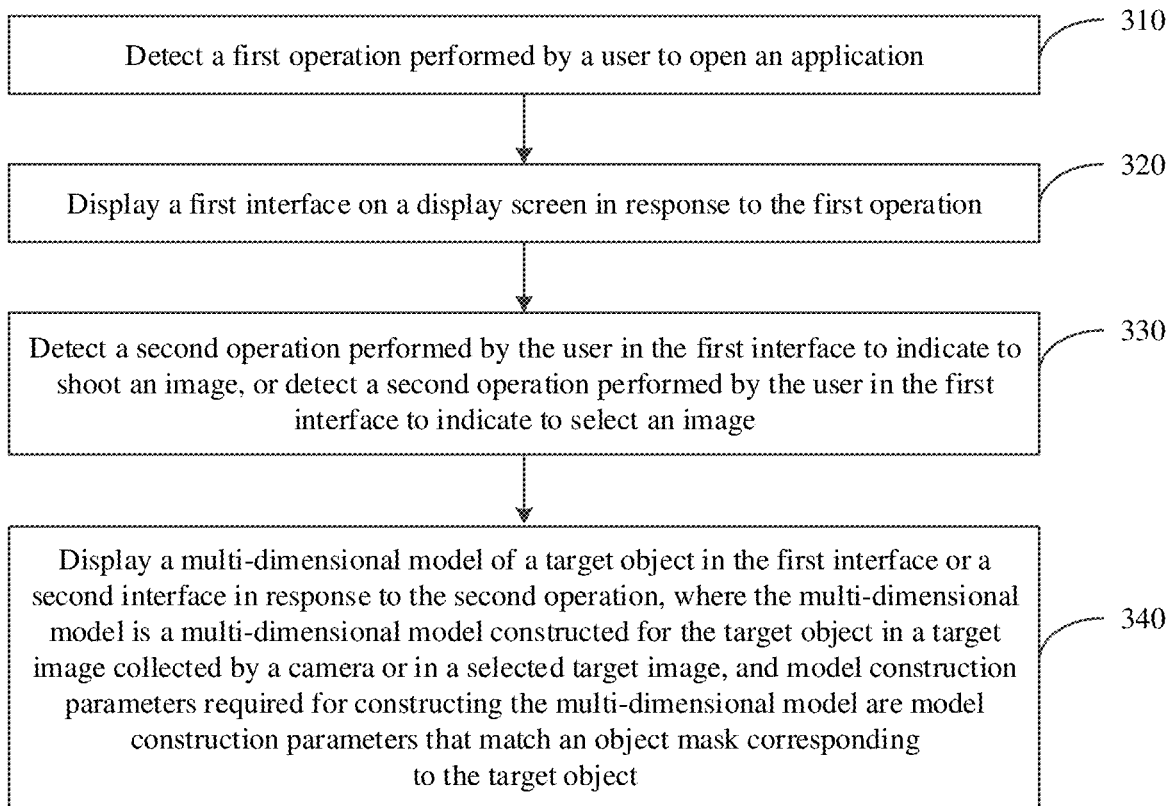 310
Detect a first operation performed by a user to open an application
320
Display a first interface on a display screen in response to the first operation
330
Detect a second operation performed by the user in the first interface to indicate to
shoot an image, or detect a second operation performed by the user in the first
interface to indicate to select an image
340
Display a multi-dimensional model of a target object in the first interface or a
second interface in response to the second operation, where the multi-dimensional
model is a multi-dimensional model constructed for the target object in a target
image collected by a camera or in a selected target image, and model construction
parameters required for constructing the multi-dimensional model are model
construction parameters that match an object mask corresponding
to the target object